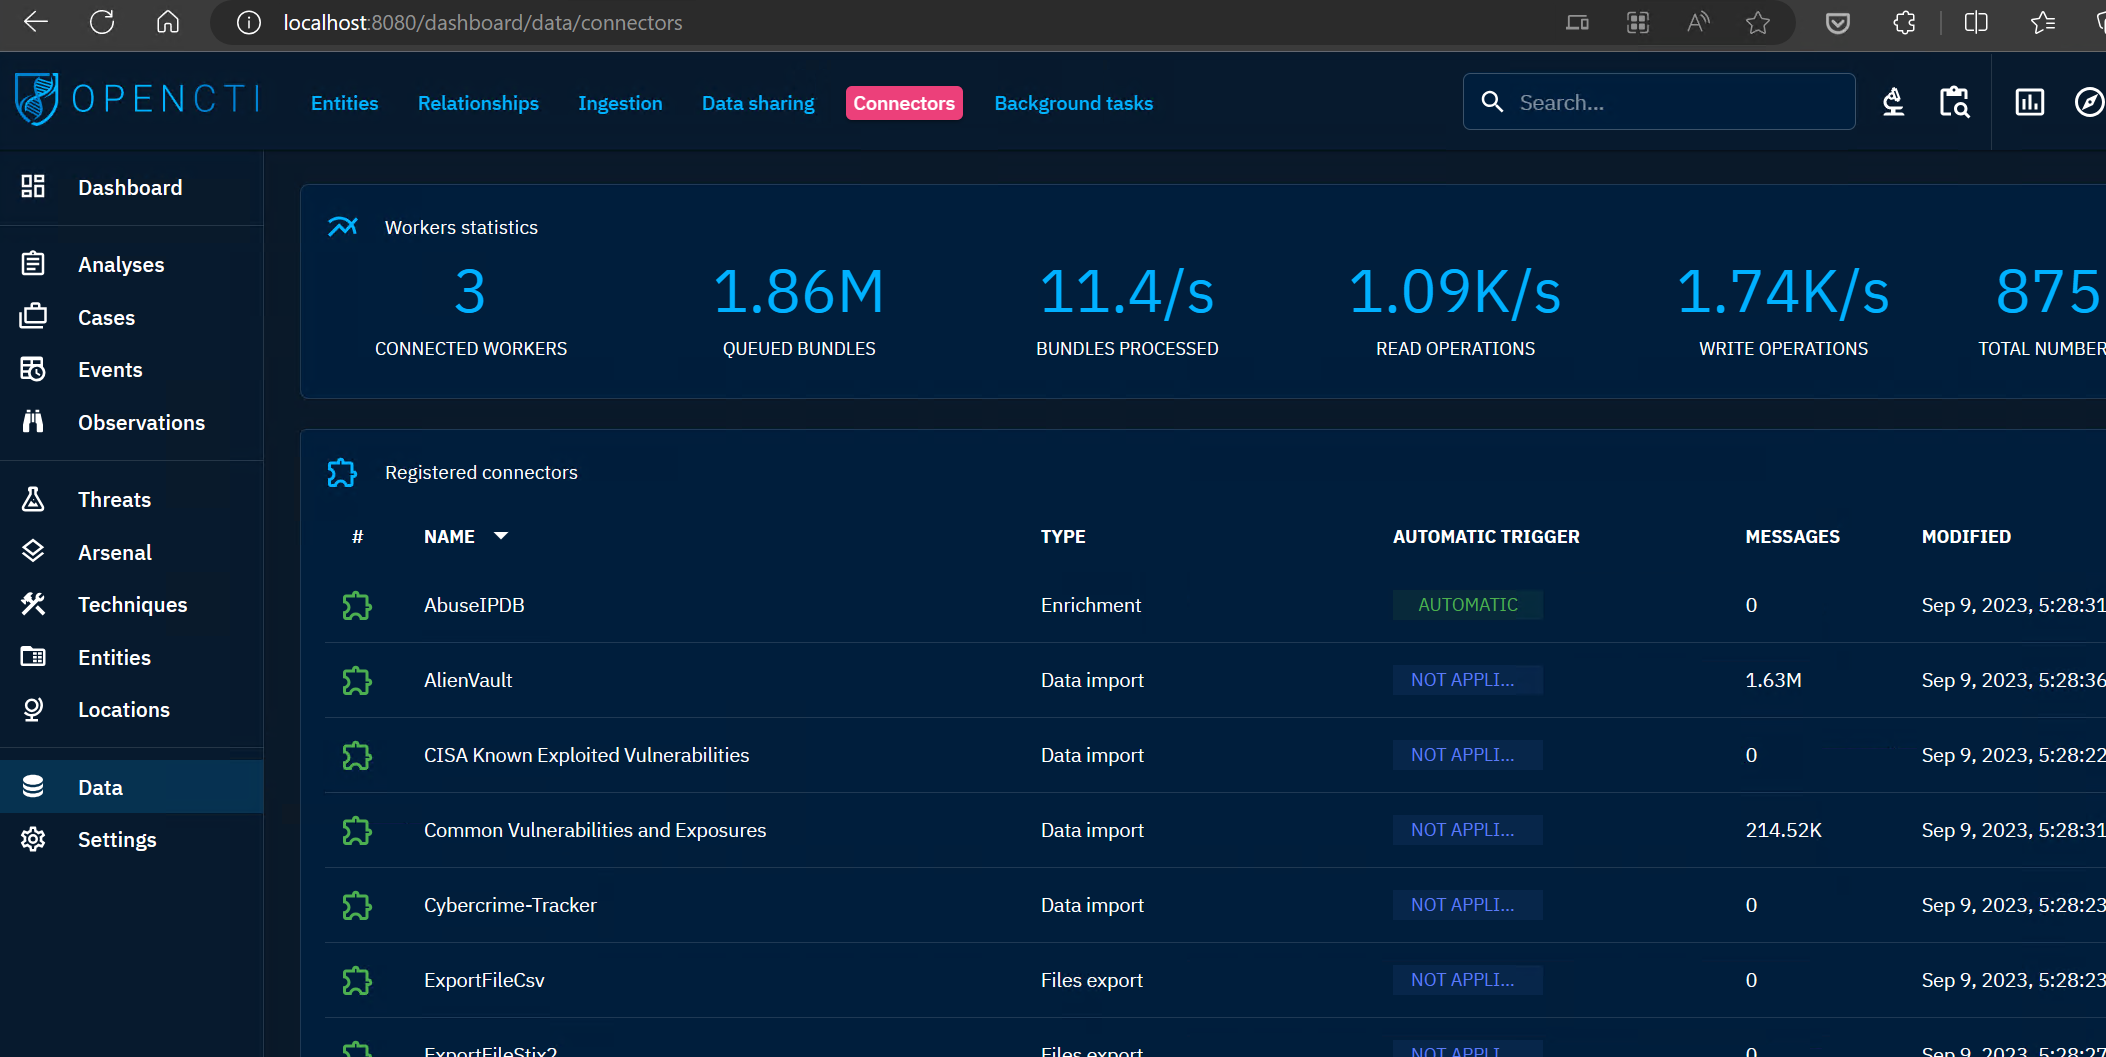 localhost:8080/dashboard/data/connectors
OPENCTI
Entities Relationships Ingestion Data sharing Connectors Background tasks
Search...
Dashboard
Analyses
Cases
Events
Observations
Threats
Arsenal
Techniques
Entities
Locations
Data
Settings
Workers statistics
3 1.86M 11.4/s 1.09K/s 1.74K/s 875
CONNECTED WORKERS QUEUED BUNDLES BUNDLES PROCESSED READ OPERATIONS WRITE OPERATIONS TOTAL NUMBER
Registered connectors
# NAME TYPE AUTOMATIC TRIGGER MESSAGES MODIFIED
AbuseIPDB Enrichment AUTOMATIC 0 Sep 9, 2023, 5:28:31
AlienVault Data import NOT APPLI... 1.63M Sep 9, 2023, 5:28:36
CISA Known Exploited Vulnerabilities Data import NOT APPLI... 0 Sep 9, 2023, 5:28:22
Common Vulnerabilities and Exposures Data import NOT APPLI... 214.52K Sep 9, 2023, 5:28:31
Cybercrime-Tracker Data import NOT APPLI... 0 Sep 9, 2023, 5:28:23
ExportFileCsv Files export NOT APPLI... 0 Sep 9, 2023, 5:28:23
ExportFileStix2 Files export NOT APPLI... 0 Sep 9, 2023, 5:28:27